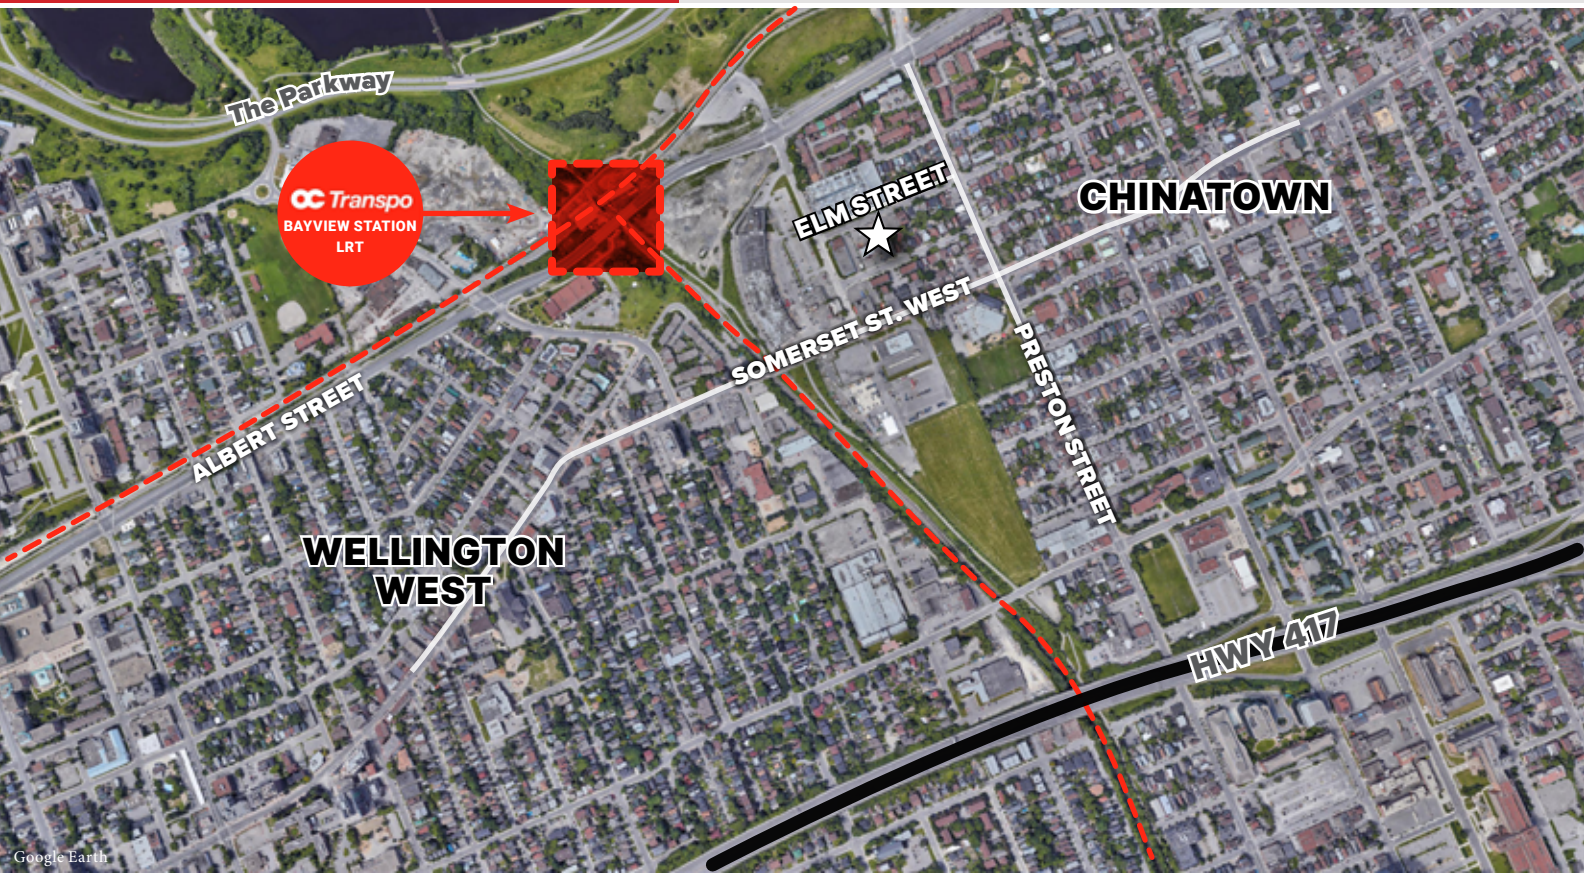 The Parkway
OC Transpo
BAYVIEW STATION
LRT
ELM STREET
CHINATOWN
SOMERSET ST. WEST
PRESTON STREET
ALBERT STREET
WELLINGTON
WEST
HWY 417
Google Earth